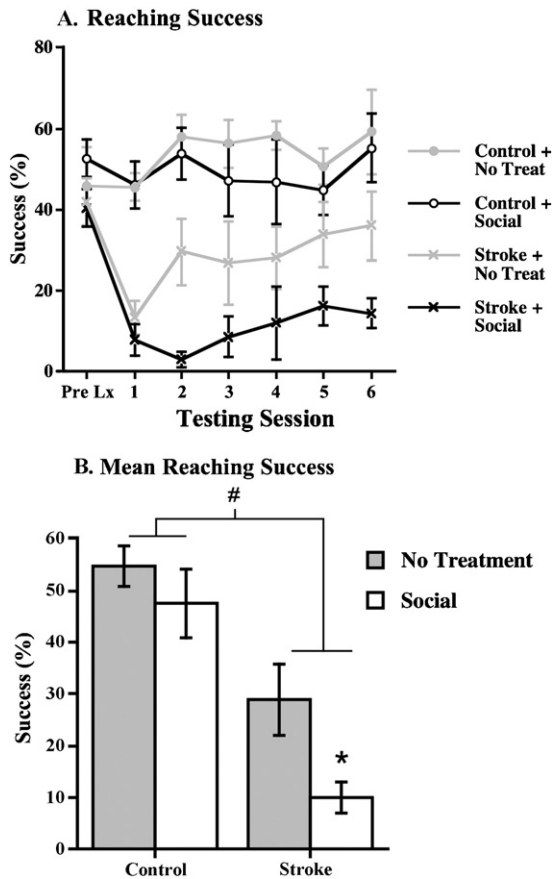 A. Reaching Success
80
60
40
20
0
Success (%)
Pre Lx 1 2 3 4 5 6
Testing Session
Control +
No Treat
Control +
Social
Stroke +
No Treat
Stroke +
Social
B. Mean Reaching Success
#
60
50
40
30
20
10
0
Success (%)
*
Control Stroke
No Treatment
Social